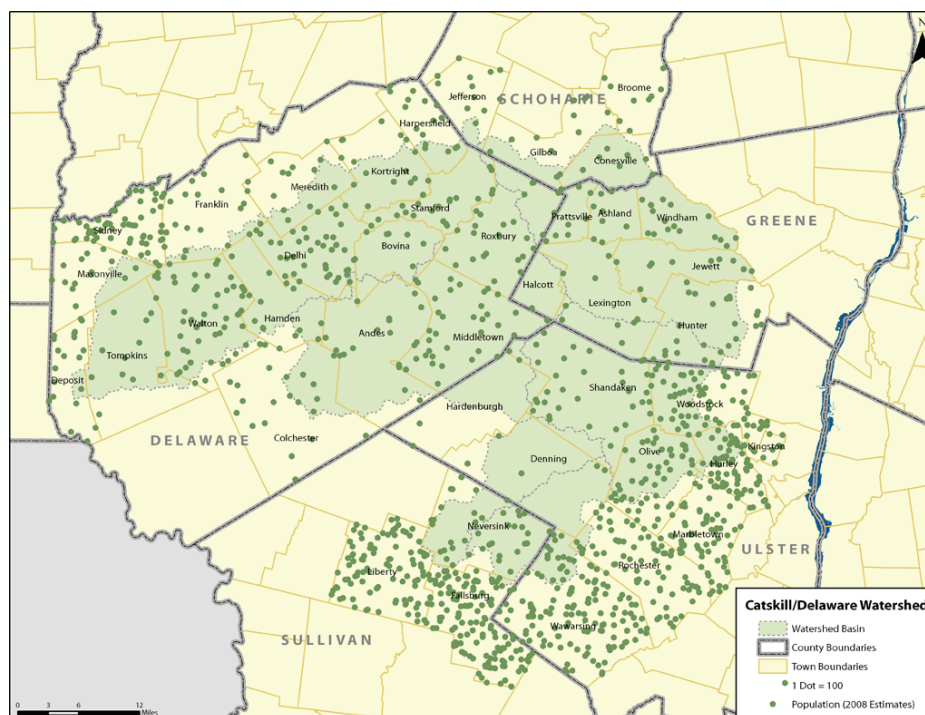 N
Jefferson
SCHOHARIE
Broome
Harpersfield
Gilboa
Conesville
Kortright
Meredith
Franklin
Stamford
Prattsville
Ashland
Windham
GREENE
Sidney
Roxbury
Bovina
Delhi
Jewett
Masonville
Halcott
Lexington
Hamden
Walton
Andes
Hunter
Middletown
Tompkins
Deposit
Shandaken
Woodstock
Hardenburgh
DELAWARE
Colchester
Kingston
Olive
Denning
Hurley
Neversink
Marbletown
ULSTER
Liberty
Rochester
Fallsburg
Wawarsing
SULLIVAN
Catskill/Delaware Watershed
Watershed Basin
County Boundaries
Town Boundaries
1 Dot = 100
Population (2008 Estimates)
0 3 6 12
Miles